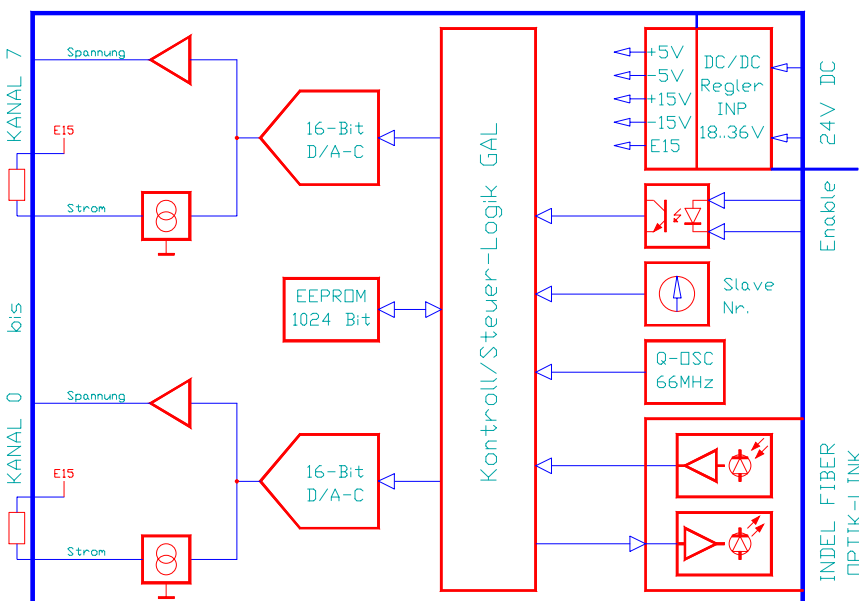 KANAL 7
Spannung
E15
Strom
16-Bit
D/A-C
bis
EEPROM
1024 Bit
KANAL 0
Spannung
E15
Strom
16-Bit
D/A-C
Kontroll/Steuer-Logik GAL
+5V
-5V
+15V
-15V
E15
DC/DC
Regler
INP
18..36V
24V DC
Enable
Slave
Nr.
Q-OSC
66MHz
INDEL FIBER
OPTIK-LINK